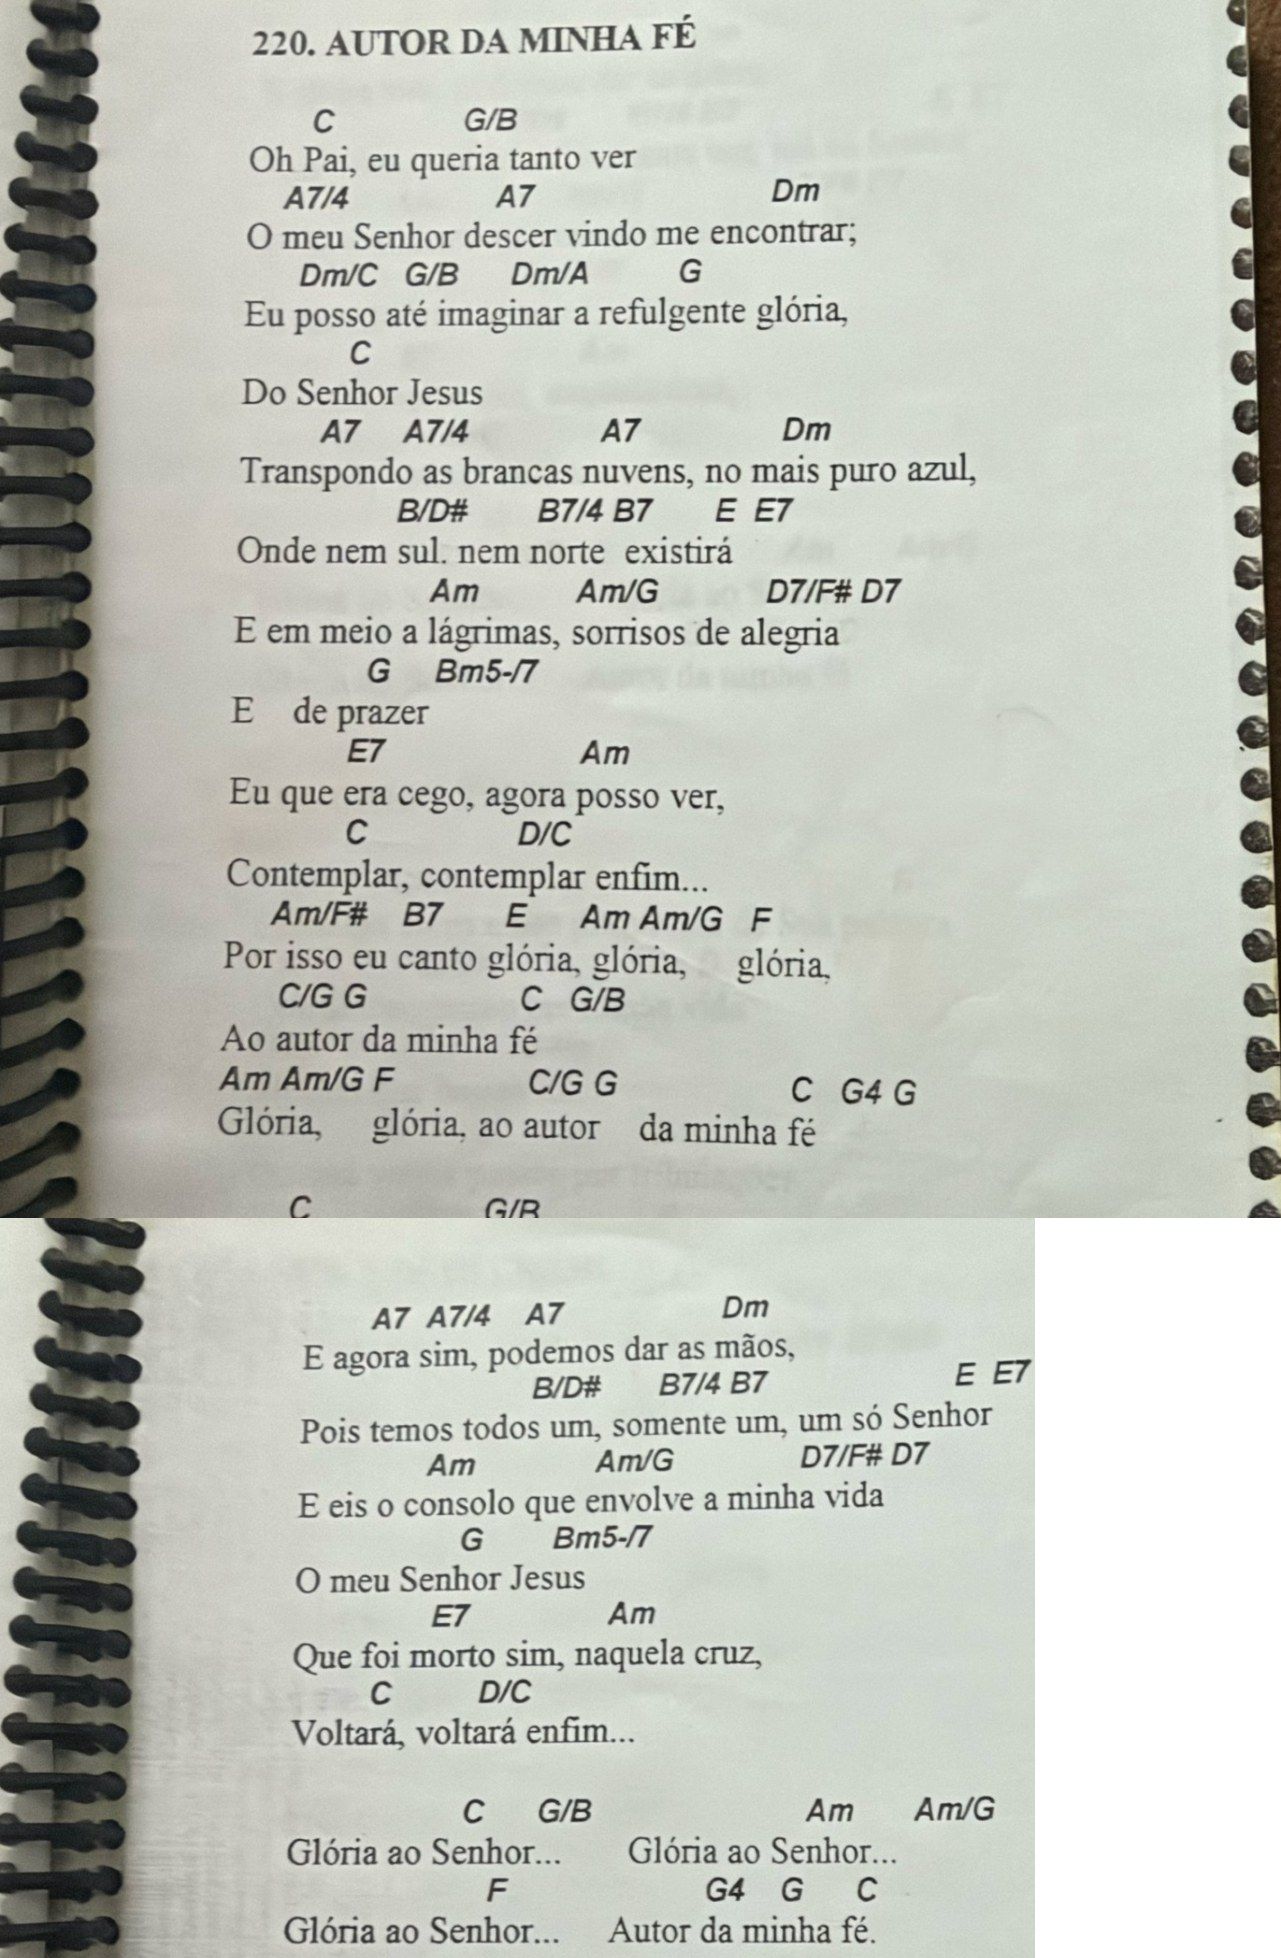 220. AUTOR DA MINHA FÉ
C G/B
Oh Pai, eu queria tanto ver
A7/4 A7 Dm
O meu Senhor descer vindo me encontrar;
Dm/C G/B Dm/A G
Eu posso até imaginar a refulgente glória,
C
Do Senhor Jesus
A7 A7/4 A7 Dm
Transpondo as brancas nuvens, no mais puro azul,
B/D# B7/4 B7 E E7
Onde nem sul. nem norte existirá
Am Am/G D7/F# D7
E em meio a lágrimas, sorrisos de alegria
G Bm5-/7
E de prazer
E7 Am
Eu que era cego, agora posso ver,
C D/C
Contemplar, contemplar enfim...
Am/F# B7 E Am Am/G F
Por isso eu canto glória, glória, glória,
C/G G C G/B
Ao autor da minha fé
Am Am/G F C/G G C G4 G
Glória, glória, ao autor da minha fé
C G/B
A7 A7/4 A7 Dm
E agora sim, podemos dar as mãos,
B/D# B7/4 B7 E E7
Pois temos todos um, somente um, um só Senhor
Am Am/G D7/F# D7
E eis o consolo que envolve a minha vida
G Bm5-/7
O meu Senhor Jesus
E7 Am
Que foi morto sim, naquela cruz,
C D/C
Voltará, voltará enfim...
C G/B Am Am/G
Glória ao Senhor... Glória ao Senhor...
F G4 G C
Glória ao Senhor... Autor da minha fé.